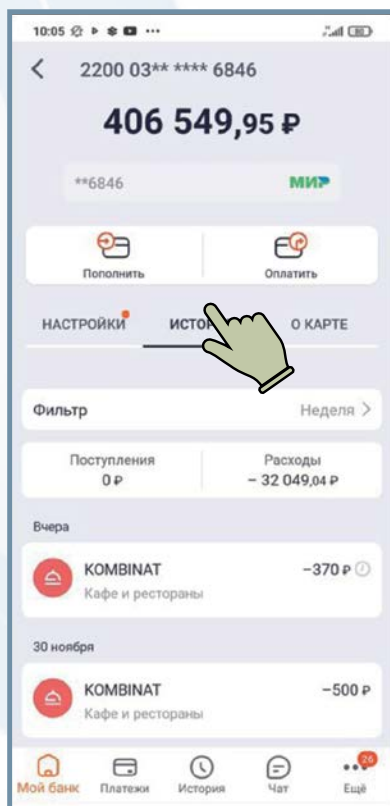 10:05
2200 03** **** 6846
406 549,95 ₽
**6846 МИР
Пополнить Оплатить
НАСТРОЙКИ ИСТОР О КАРТЕ
Фильтр Неделя >
Поступления Расходы
0 ₽ − 32 049,04 ₽
Вчера
KOMBINAT −370 ₽
Кафе и рестораны
30 ноября
KOMBINAT −500 ₽
Кафе и рестораны
26
Мой банк Платежи История Чат Ещё